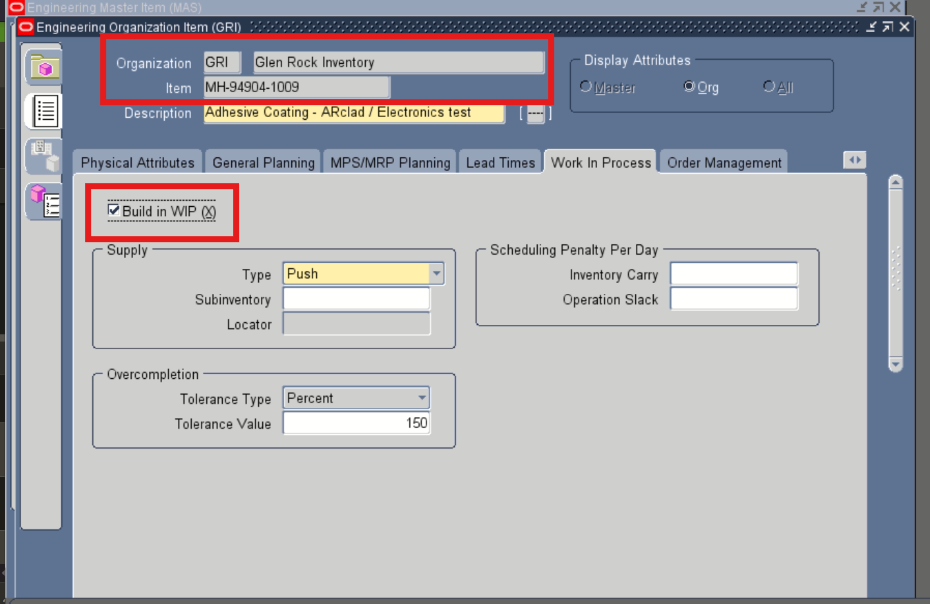 Engineering Master Item (MAS)
Engineering Organization Item (GRI)
Organization GRI Glen Rock Inventory
Item MH-94904-1009
Description Adhesive Coating - ARclad / Electronics test [ ---- ]
Display Attributes
Master Org All
Physical Attributes General Planning MPS/MRP Planning Lead Times Work In Process Order Management
Build in WIP (X)
Supply
Type Push
Subinventory
Locator
Scheduling Penalty Per Day
Inventory Carry
Operation Slack
Overcompletion
Tolerance Type Percent
Tolerance Value 150